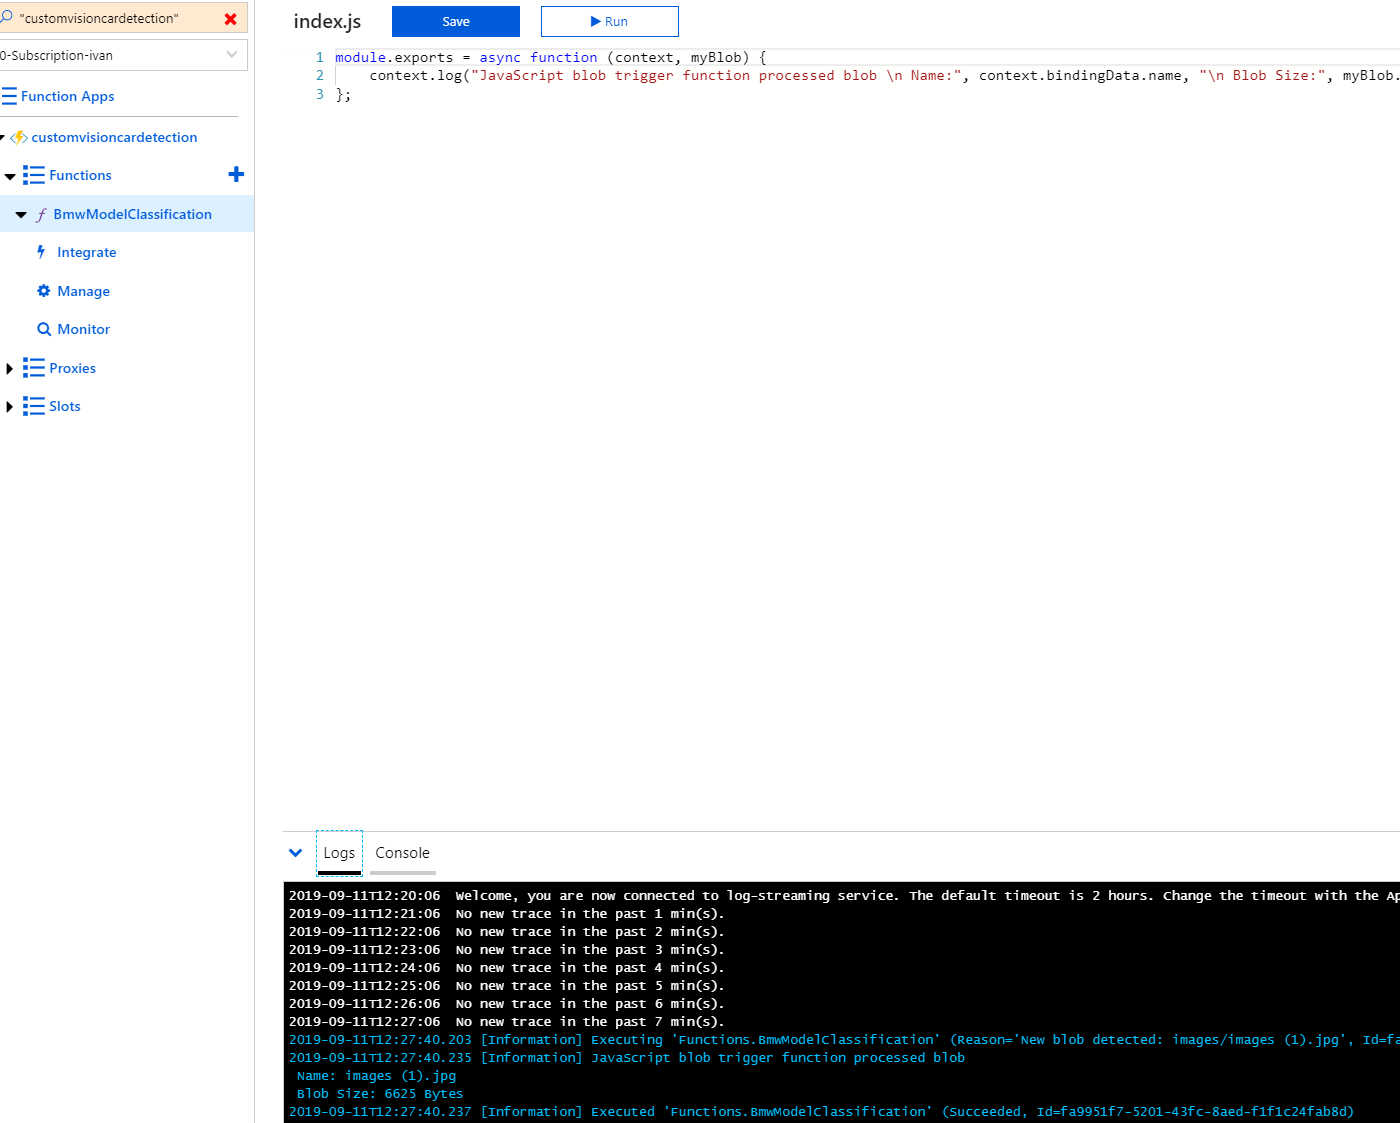 "customvisioncardetection"
0-Subscription-ivan
Function Apps
customvisioncardetection
Functions
BmwModelClassification
Integrate
Manage
Monitor
Proxies
Slots
index.js
Save
Run
1 module.exports = async function (context, myBlob) {
2 context.log("JavaScript blob trigger function processed blob \n Name:", context.bindingData.name, "\n Blob Size:", myBlob.
3 };
Logs
Console
2019-09-11T12:20:06 Welcome, you are now connected to log-streaming service. The default timeout is 2 hours. Change the timeout with the Ap
2019-09-11T12:21:06 No new trace in the past 1 min(s).
2019-09-11T12:22:06 No new trace in the past 2 min(s).
2019-09-11T12:23:06 No new trace in the past 3 min(s).
2019-09-11T12:24:06 No new trace in the past 4 min(s).
2019-09-11T12:25:06 No new trace in the past 5 min(s).
2019-09-11T12:26:06 No new trace in the past 6 min(s).
2019-09-11T12:27:06 No new trace in the past 7 min(s).
2019-09-11T12:27:40.203 [Information] Executing 'Functions.BmwModelClassification' (Reason='New blob detected: images/images (1).jpg', Id=fa
2019-09-11T12:27:40.235 [Information] JavaScript blob trigger function processed blob
Name: images (1).jpg
Blob Size: 6625 Bytes
2019-09-11T12:27:40.237 [Information] Executed 'Functions.BmwModelClassification' (Succeeded, Id=fa9951f7-5201-43fc-8aed-f1f1c24fab8d)